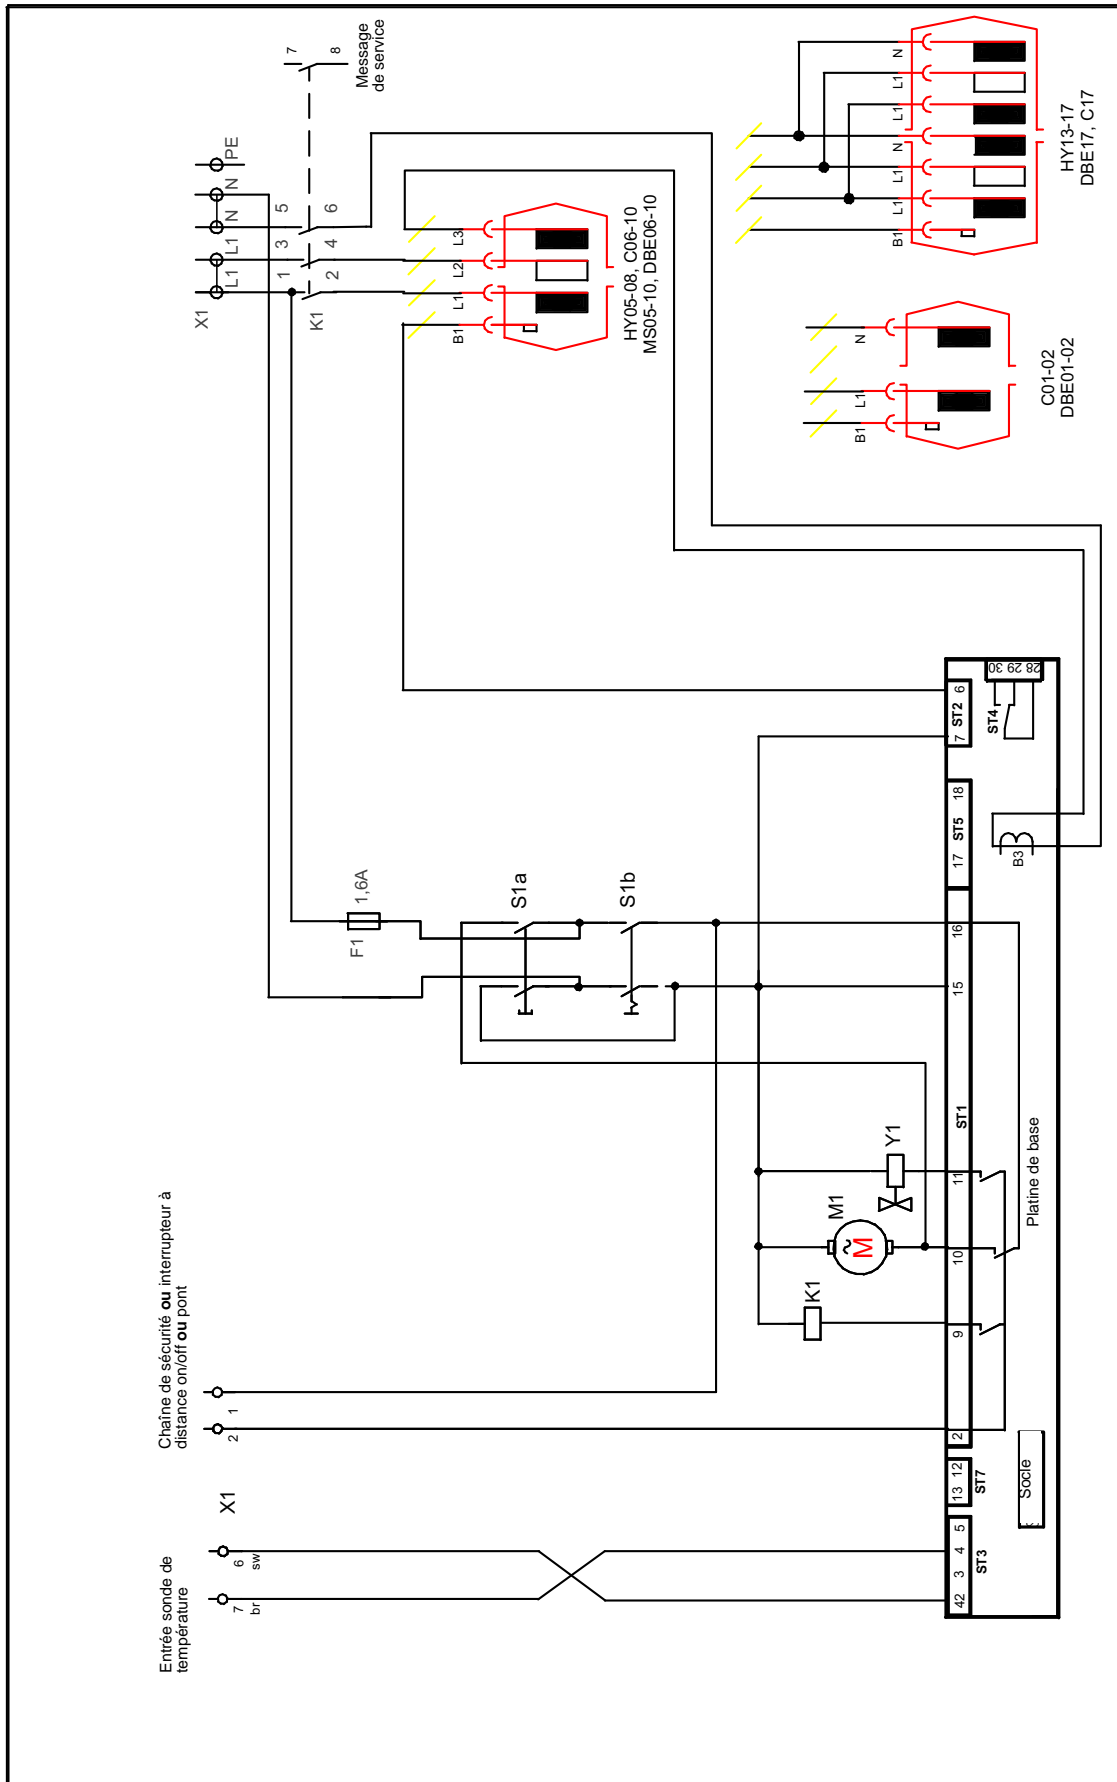 Message
de service
7
8
X1
L1
L1
N
N
PE
1
3
5
2
4
6
K1
B1
L1
L2
L3
HY05-08, C06-10
MS05-10, DBE06-10
B1
L1
L1
N
L1
L1
N
HY13-17
DBE17, C17
B1
L1
N
C01-02
DBE01-02
F1
1,6A
S1a
S1b
Y1
M1
M
~
K1
Chaîne de sécurité ou interrupteur à
distance on/off ou pont
1
2
Entrée sonde de
température
X1
6
sw
7
br
42
3
4
5
ST3
13
12
ST7
2
9
10
11
ST1
15
16
17
ST5
18
7
ST2
6
ST4
28 29 30
B3
Platine de base
Socle